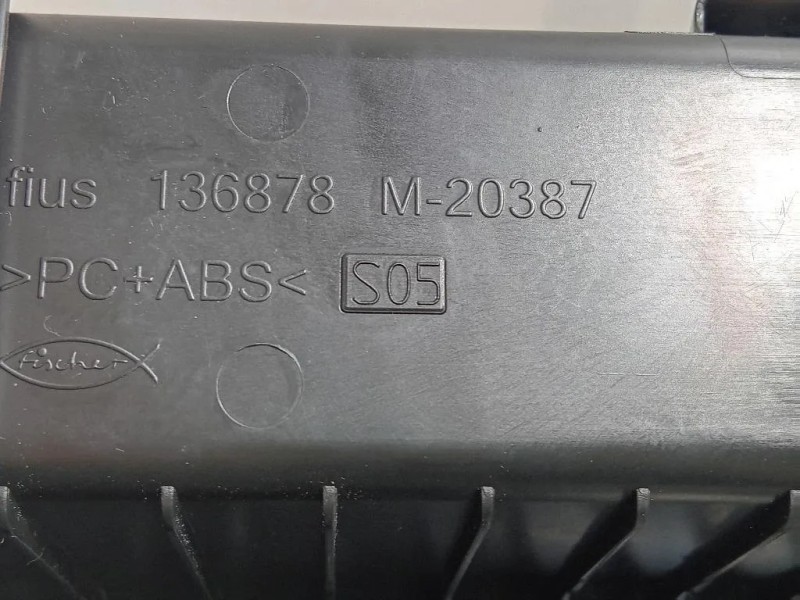 fius 136878 M-20387
>PC+ABS< S05
fischer